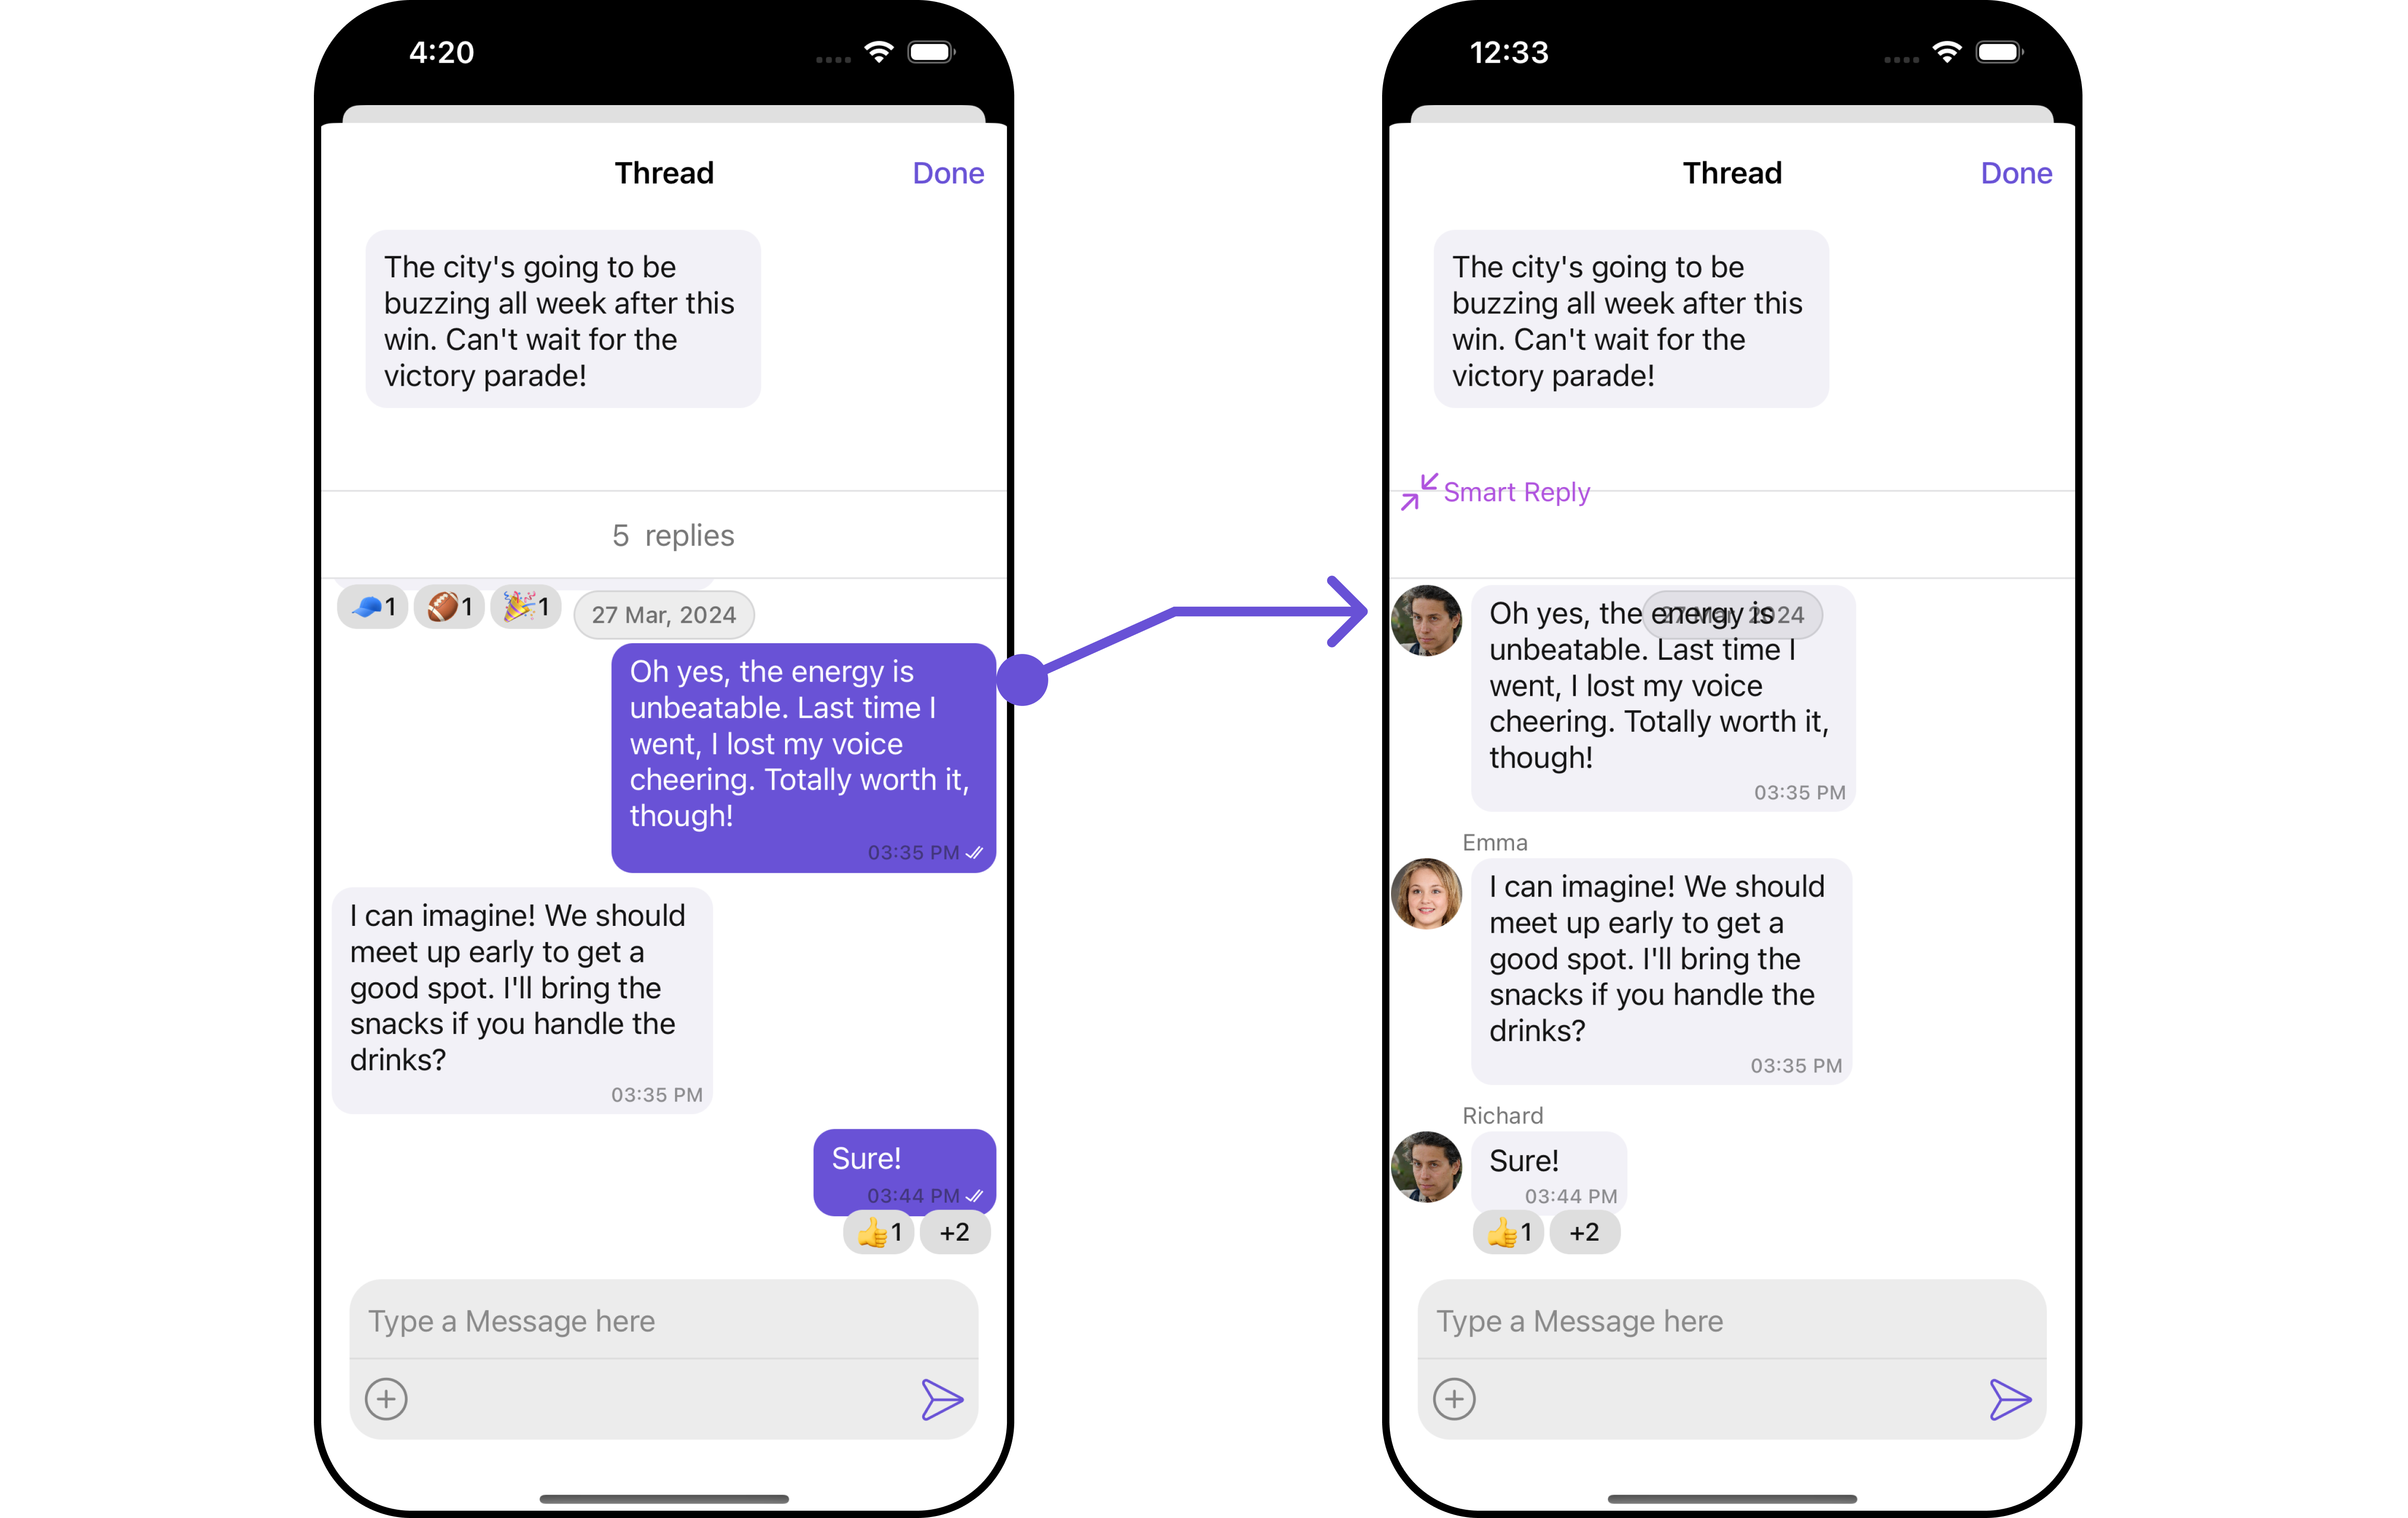 4:20
Thread
Done
The city's going to be
buzzing all week after this
win. Can't wait for the
victory parade!
5 replies
1
1
1
27 Mar, 2024
Oh yes, the energy is
unbeatable. Last time I
went, I lost my voice
cheering. Totally worth it,
though!
03:35 PM
I can imagine! We should
meet up early to get a
good spot. I'll bring the
snacks if you handle the
drinks?
03:35 PM
Sure!
03:44 PM
1
+2
Type a Message here
12:33
Thread
Done
The city's going to be
buzzing all week after this
win. Can't wait for the
victory parade!
Smart Reply
27 Mar, 2024
Oh yes, the energy is
unbeatable. Last time I
went, I lost my voice
cheering. Totally worth it,
though!
03:35 PM
Emma
I can imagine! We should
meet up early to get a
good spot. I'll bring the
snacks if you handle the
drinks?
03:35 PM
Richard
Sure!
03:44 PM
1
+2
Type a Message here